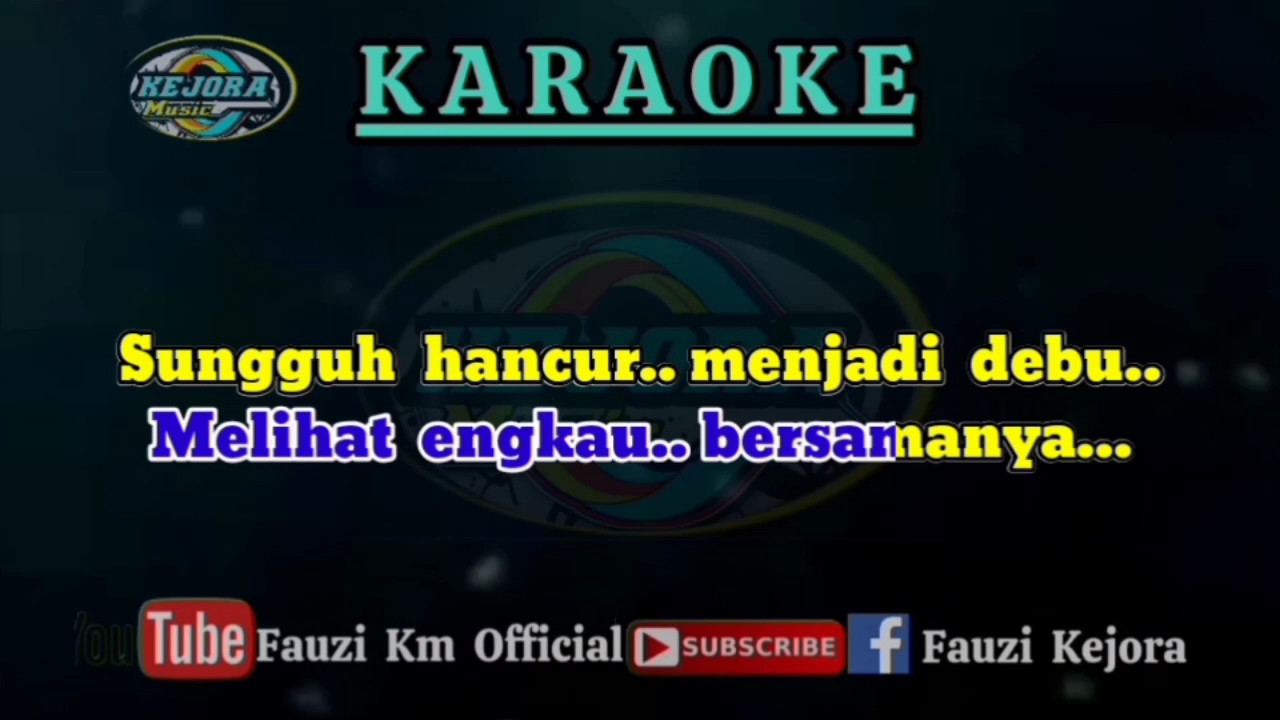 KEJORA
Music
KARAOKE
Sungguh hancur.. menjadi debu..
Melihat engkau.. bersamanya...
YouTube Fauzi Km Official SUBSCRIBE f Fauzi Kejora